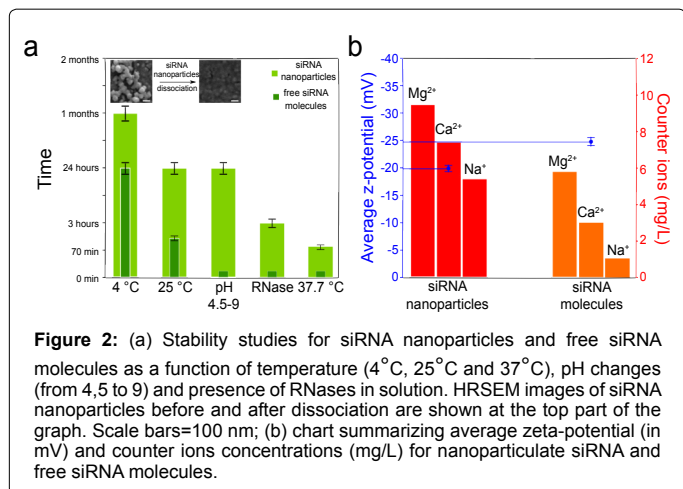 a
2 months
1 months
24 hours
3 hours
70 min
0 min
Time
siRNA
nanoparticles
dissociation
siRNA
nanoparticles
free siRNA
molecules
4 °C
25 °C
pH
4.5-9
RNase
37.7 °C
b
-40
-35
-30
-25
-20
-15
-10
-5
0
Average z-potential (mV)
Mg²⁺
Ca²⁺
Na⁺
Mg²⁺
Ca²⁺
Na⁺
12
10
8
6
4
2
0
Counter ions
(mg/L)
siRNA
nanoparticles
siRNA
molecules
Figure 2: (a) Stability studies for siRNA nanoparticles and free siRNA
molecules as a function of temperature (4°C, 25°C and 37°C), pH changes
(from 4,5 to 9) and presence of RNases in solution. HRSEM images of siRNA
nanoparticles before and after dissociation are shown at the top part of the
graph. Scale bars=100 nm; (b) chart summarizing average zeta-potential (in
mV) and counter ions concentrations (mg/L) for nanoparticulate siRNA and
free siRNA molecules.